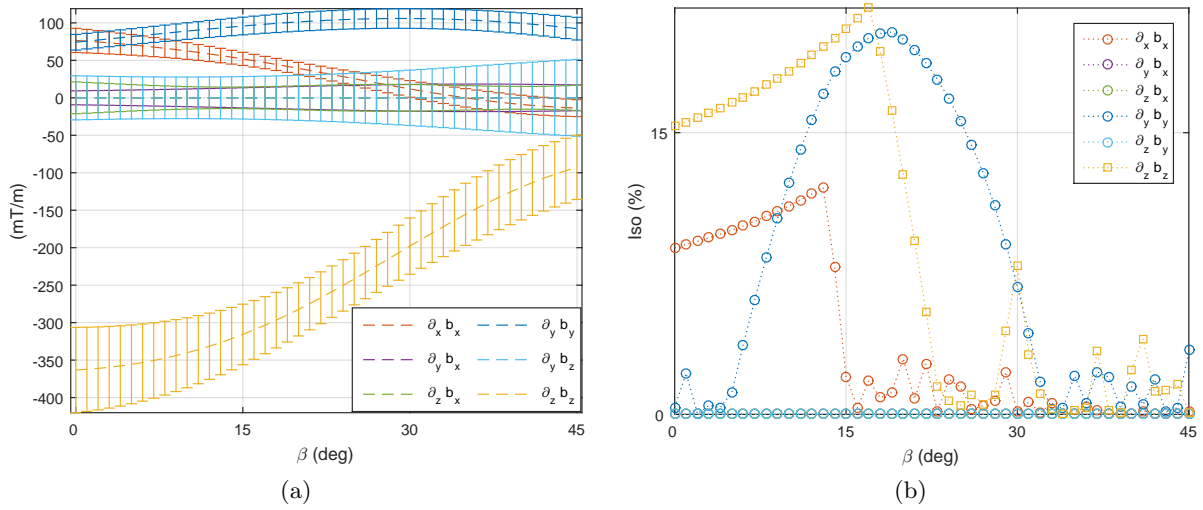 100
50
0
-50
-100
-150
-200
-250
-300
-350
-400
(mT/m)
0
15
30
45
β (deg)
∂x bx
∂y bx
∂z bx
∂y by
∂y bz
∂z bz
(a)
15
0
Iso (%)
0
15
30
45
β (deg)
∂x bx
∂y bx
∂z bx
∂y by
∂z by
∂z bz
(b)